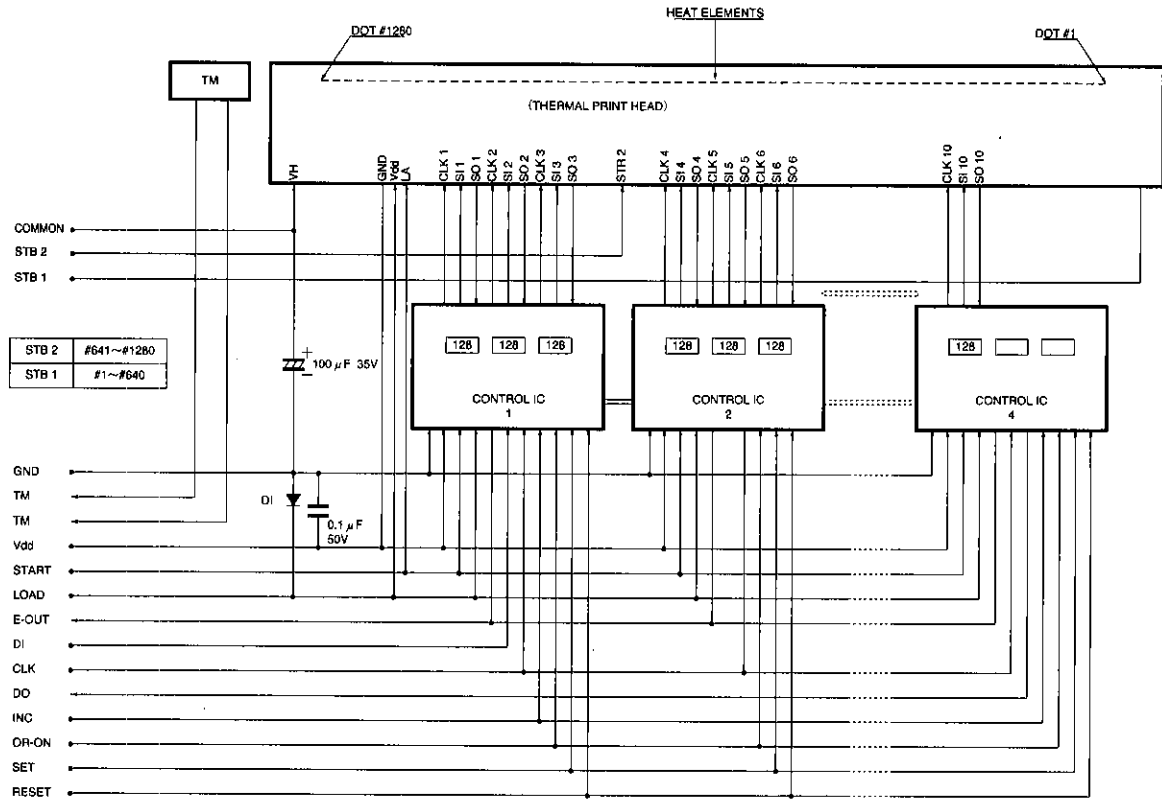 HEAT ELEMENTS
DOT #1280
DOT #1
TM
(THERMAL PRINT HEAD)
VH
GND
Vdd
LA
CLK 1
SI 1
SO 1
CLK 2
SI 2
SO 2
CLK 3
SI 3
SO 3
STR 2
CLK 4
SI 4
SO 4
CLK 5
SI 5
SO 5
CLK 6
SI 6
SO 6
CLK 10
SI 10
SO 10
COMMON
STB 2
STB 1
STB 2 #641~#1280
STB 1 #1~#640
+
100 μF 35V
−
128 128 128
CONTROL IC
1
128 128 128
CONTROL IC
2
128
CONTROL IC
4
GND
TM
DI
0.1 μF
50V
TM
Vdd
START
LOAD
E-OUT
DI
CLK
DO
INC
OR-ON
SET
RESET